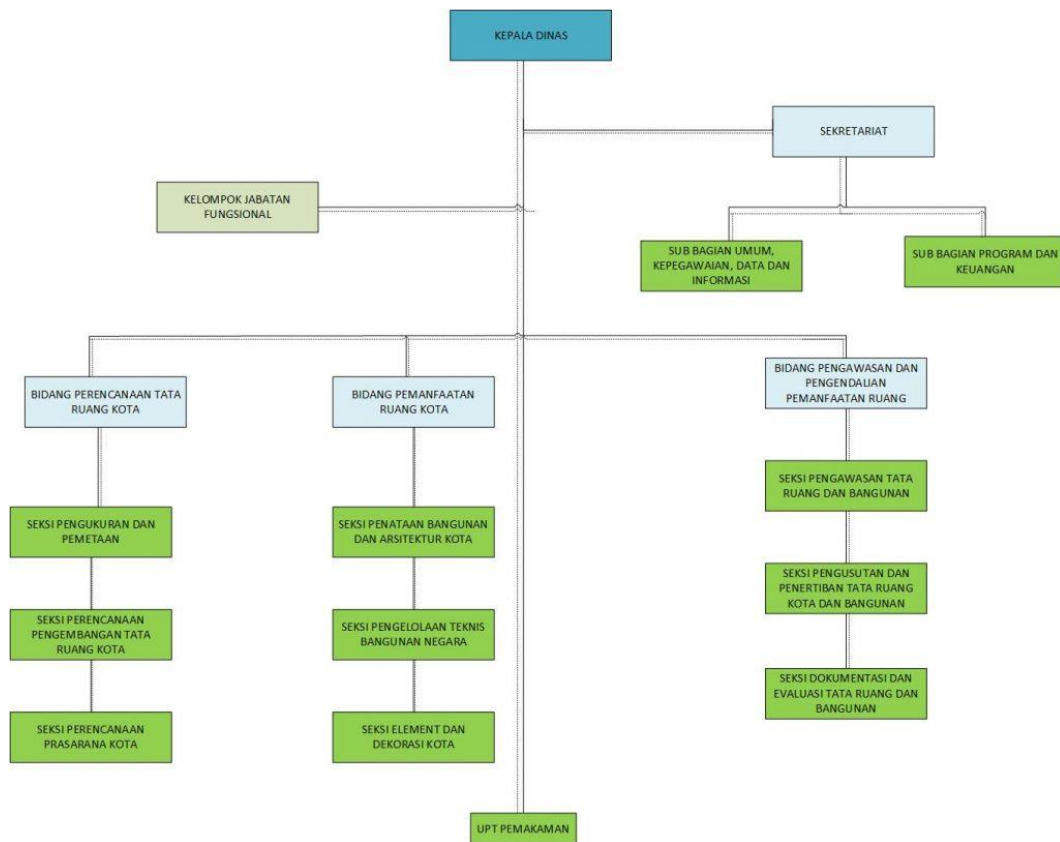 KEPALA DINAS
SEKRETARIAT
KELOMPOK JABATAN
FUNGSIONAL
SUB BAGIAN UMUM,
KEPEGAWAIAN, DATA DAN
INFORMASI
SUB BAGIAN PROGRAM DAN
KEUANGAN
BIDANG PERENCANAAN TATA
RUANG KOTA
BIDANG PEMANFAATAN
RUANG KOTA
BIDANG PENGAWASAN DAN
PENGENDALIAN
PEMANFAATAN RUANG
SEKSI PENGUKURAN DAN
PEMETAAN
SEKSI PERENCANAAN
PENGEMBANGAN TATA
RUANG KOTA
SEKSI PERENCANAAN
PRASARANA KOTA
SEKSI PENATAAN BANGUNAN
DAN ARSITEKTUR KOTA
SEKSI PENGELOLAAN TEKNIS
BANGUNAN NEGARA
SEKSI ELEMENT DAN
DEKORASI KOTA
SEKSI PENGAWASAN TATA
RUANG DAN BANGUNAN
SEKSI PENGUSUTAN DAN
PENERTIBAN TATA RUANG
KOTA DAN BANGUNAN
SEKSI DOKUMENTASI DAN
EVALUASI TATA RUANG DAN
BANGUNAN
UPT PEMAKAMAN